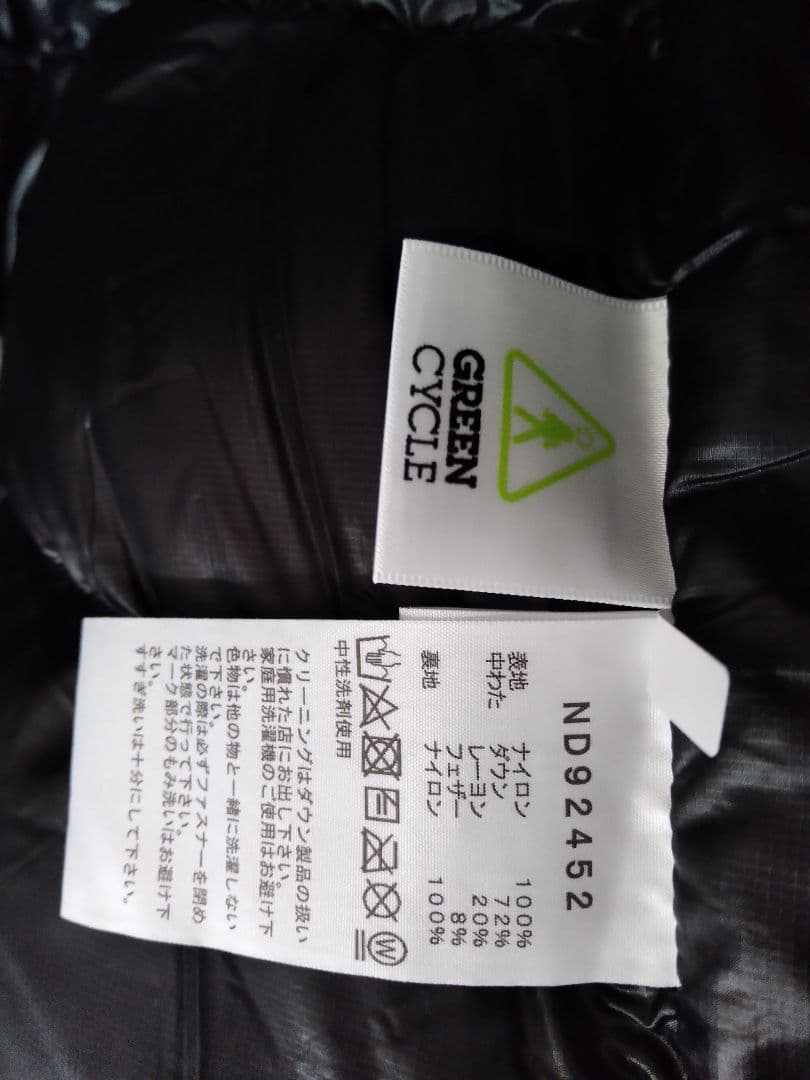 GREEN
CYCLE
ND92452
表地 ナイロン 100%
中わた ダウン 72%
レーヨン 20%
フェザー 8%
裏地 ナイロン 100%
W
中性洗剤使用
クリーニングはダウン製品の扱い
に慣れた店にお出し下さい。
家庭用洗濯機のご使用はお避け下
さい。
色物は他の物と一緒に洗濯しない
で下さい。
洗濯の際は必ずファスナーを閉め
た状態で行って下さい。
マーク部分のもみ洗いはお避け下
さい。
すすぎ洗いは十分にして下さい。